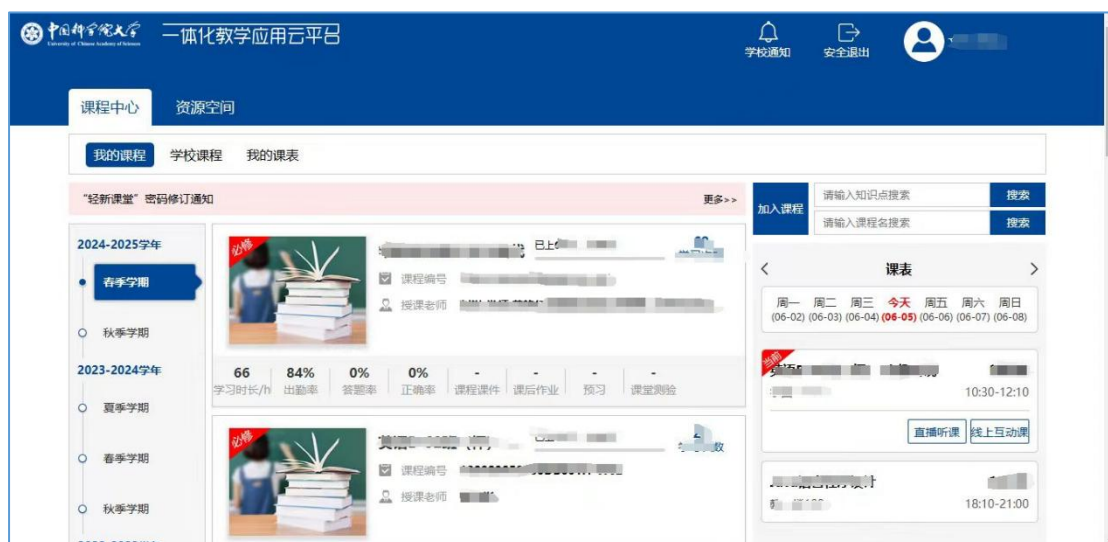 中国科学院大学 一体化教学应用云平台
University of Chinese Academy of Sciences
学校通知 安全退出
课程中心 资源空间
我的课程 学校课程 我的课表
“轻新课堂”密码修订通知 更多>>
加入课程
请输入知识点搜索 搜索
请输入课程名搜索 搜索
2024-2025学年
春季学期
秋季学期
2023-2024学年
夏季学期
春季学期
秋季学期
必修
课程编号
授课老师
66 84% 0% 0% - - - -
学习时长/h 出勤率 答题率 正确率 课程课件 课后作业 预习 课堂测验
必修
课程编号
授课老师
< 课表 >
周一 周二 周三 今天 周五 周六 周日
(06-02) (06-03) (06-04) (06-05) (06-06) (06-07) (06-08)
当前
10:30-12:10
直播听课 线上互动课
18:10-21:00